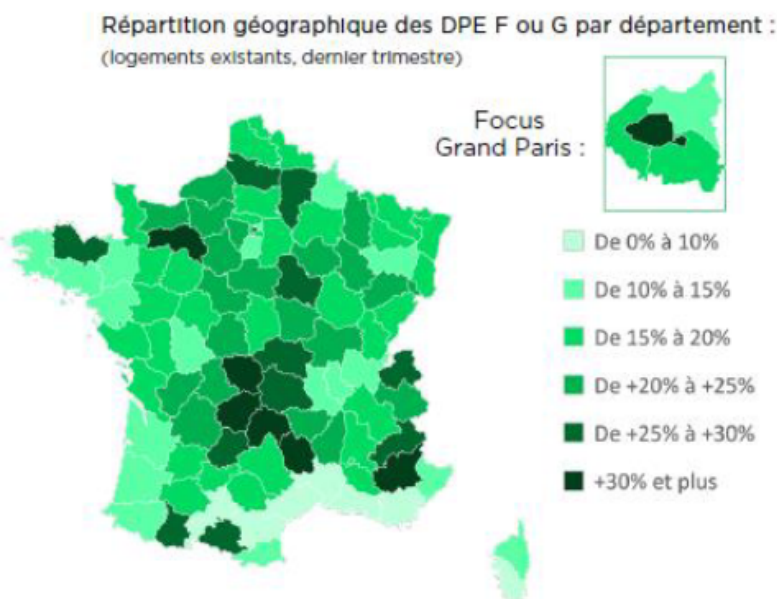 Répartition géographique des DPE F ou G par département :
(logements existants, dernier trimestre)
Focus
Grand Paris :
De 0% à 10%
De 10% à 15%
De 15% à 20%
De +20% à +25%
De +25% à +30%
+30% et plus